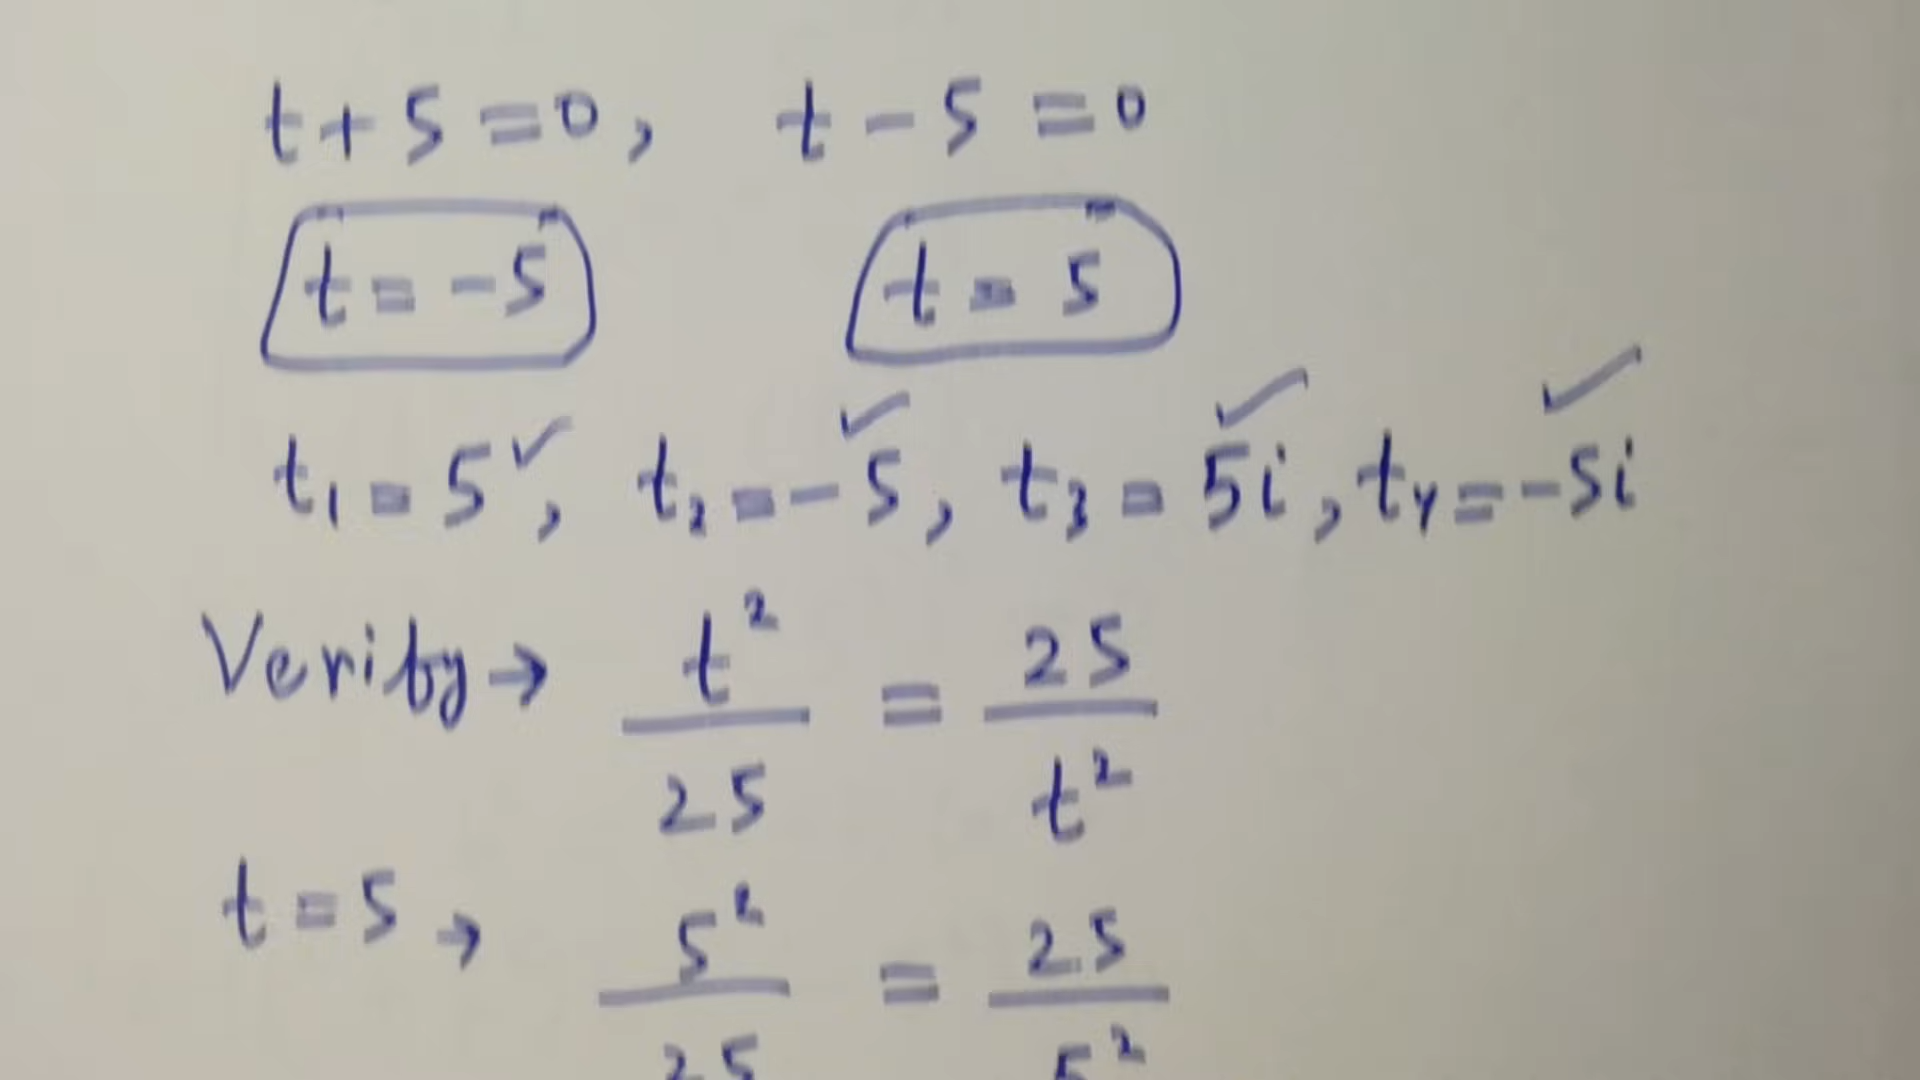 t+5=0, t-5=0
t=-5 t=5
t₁=5✓, t₂=-5✓, t₃=5i✓, t₄=-5i✓
Verify→ t²/25 = 25/t²
t=5→ 5²/25 = 25/5²